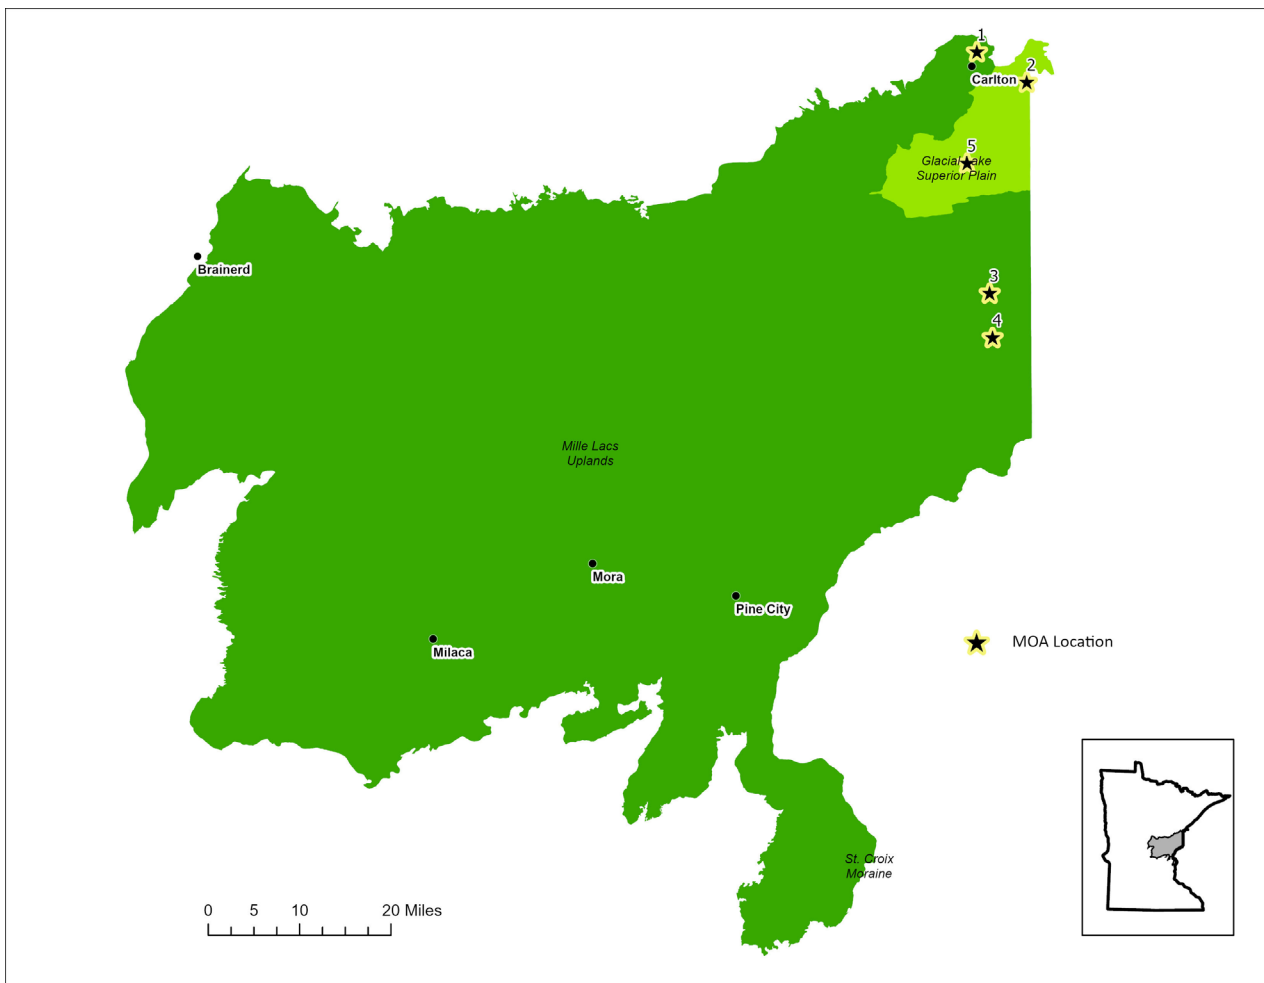 1
Carlton
2
5
Glacial Lake
Superior Plain
Brainerd
3
4
Mille Lacs
Uplands
Mora
Pine City
Milaca
MOA Location
St. Croix
Moraine
0 5 10 20 Miles